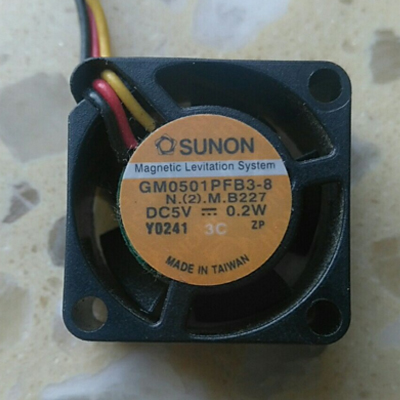 SUNON
Magnetic Levitation System
GM0501PFB3-8
N.(2).M.B227
DC5V ⎓ 0.2W
Y0241 3C ZP
MADE IN TAIWAN